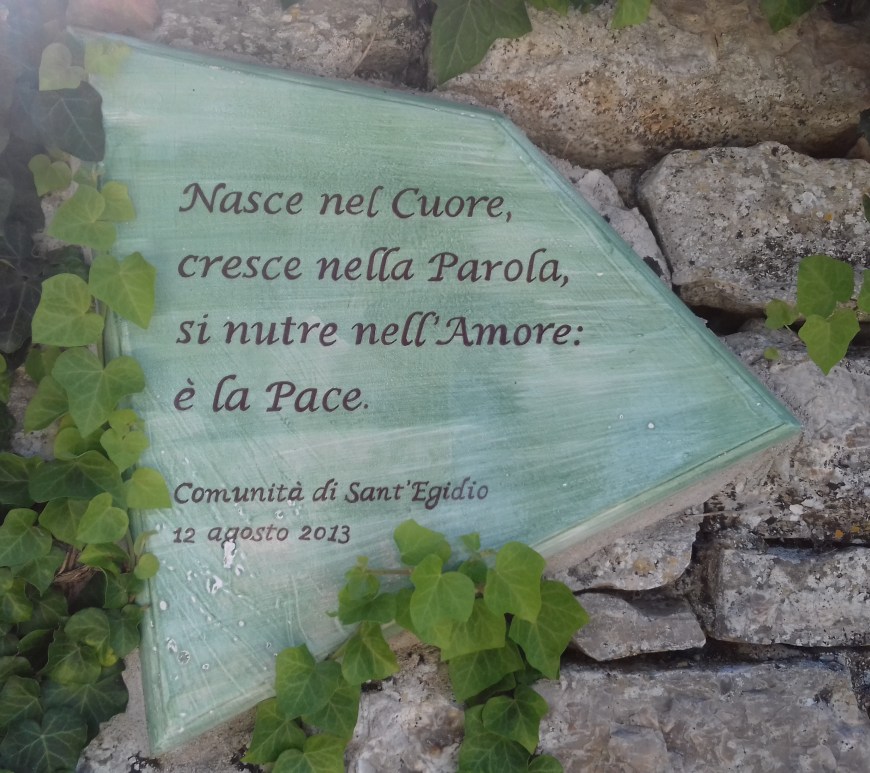 Nasce nel Cuore,
cresce nella Parola,
si nutre nell'Amore:
è la Pace.
Comunità di Sant'Egidio
12 agosto 2013